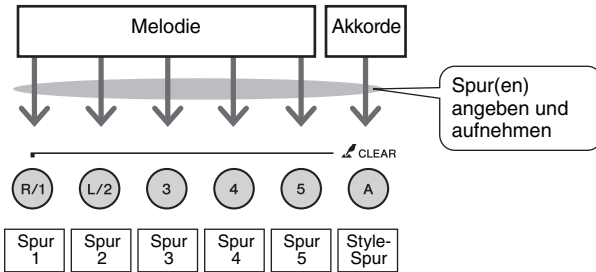 Melodie
Akkorde
Spur(en)
angeben und
aufnehmen
CLEAR
R/1
L/2
3
4
5
A
Spur
1
Spur
2
Spur
3
Spur
4
Spur
5
Style-
Spur